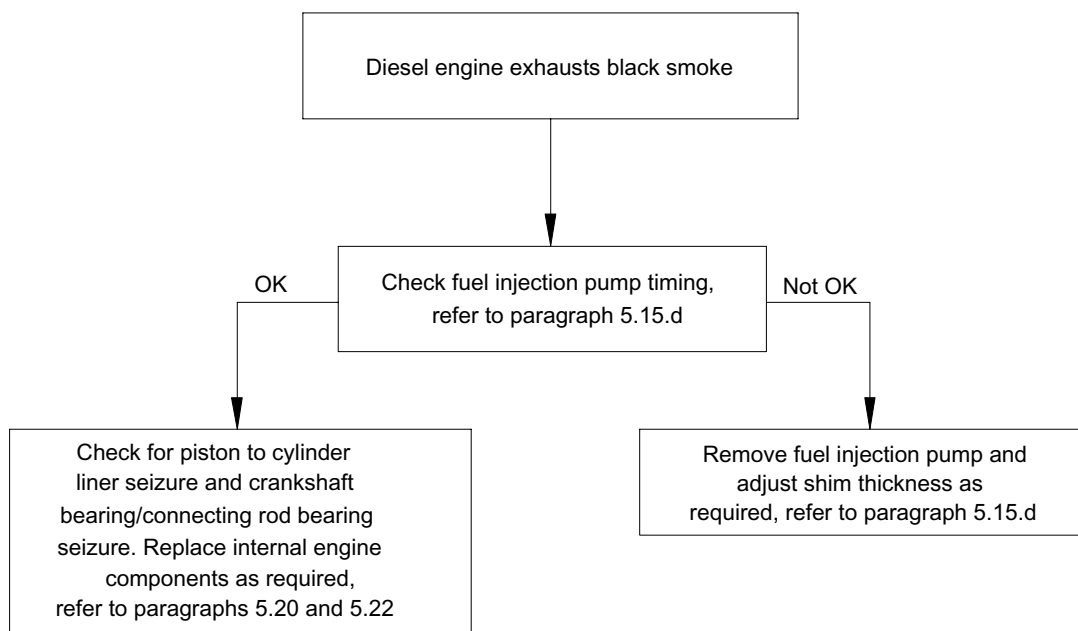 Diesel engine exhausts black smoke
Check fuel injection pump timing,
refer to paragraph 5.15.d
OK
Not OK
Check for piston to cylinder
liner seizure and crankshaft
bearing/connecting rod bearing
seizure. Replace internal engine
components as required,
refer to paragraphs 5.20 and 5.22
Remove fuel injection pump and
adjust shim thickness as
required, refer to paragraph 5.15.d